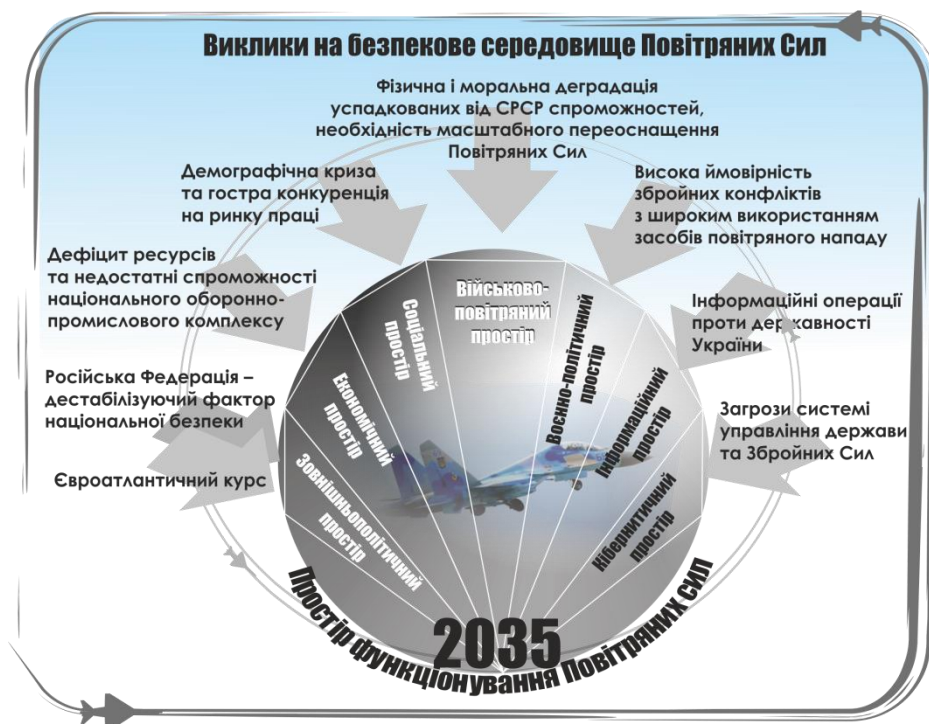 Виклики на безпекове середовище Повітряних Сил
Фізична і моральна деградація
успадкованих від СРСР спроможностей,
необхідність масштабного переоснащення
Повітряних Сил
Демографічна криза
та гостра конкуренція
на ринку праці
Висока ймовірність
збройних конфліктів
з широким використанням
засобів повітряного нападу
Дефіцит ресурсів
та недостатні спроможності
національного оборонно-
промислового комплексу
Інформаційні операції
проти державності
України
Російська Федерація –
дестабілізуючий фактор
національної безпеки
Євроатлантичний курс
Загрози системі
управління держави
та Збройних Сил
Зовнішньополітичний
простір
Економічний
простір
Соціальний
простір
Військово-
повітряний
простір
Воєнно-політичний
простір
Інформаційний
простір
Кібернитичний
простір
2035
Простір функціонування Повітряних сил